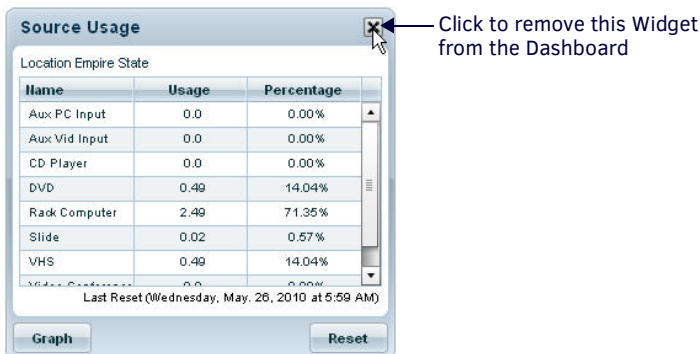 Source Usage
Click to remove this Widget
from the Dashboard
Location Empire State
Name Usage Percentage
Aux PC Input 0.0 0.00%
Aux Vid Input 0.0 0.00%
CD Player 0.0 0.00%
DVD 0.49 14.04%
Rack Computer 2.49 71.35%
Slide 0.02 0.57%
VHS 0.49 14.04%
Last Reset (Wednesday, May. 26, 2010 at 5:59 AM)
Graph Reset